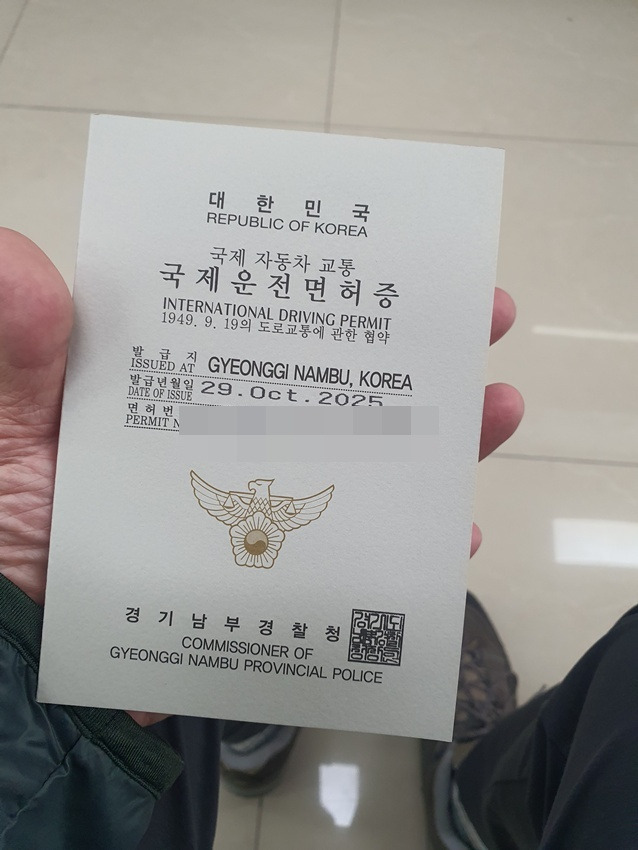 대한민국
REPUBLIC OF KOREA
국제 자동차 교통
국제운전면허증
INTERNATIONAL DRIVING PERMIT
1949. 9. 19의 도로교통에 관한 협약
발급지
ISSUED AT GYEONGGI NAMBU, KOREA
발급년월일
DATE OF ISSUE 29.Oct.2025
면허번
PERMIT
경기남부경찰청
COMMISSIONER OF
GYEONGGI NAMBU PROVINCIAL POLICE